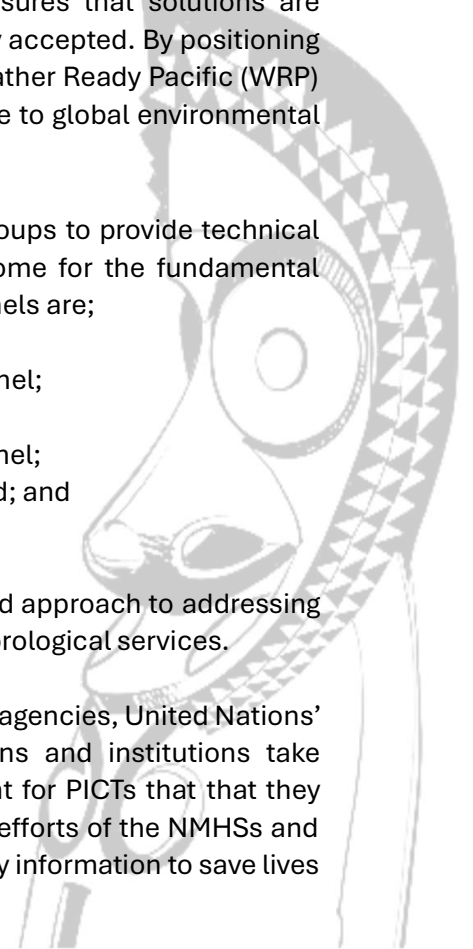 sures that solutions are
accepted. By positioning
ather Ready Pacific (WRP)
e to global environmental
oups to provide technical
ome for the fundamental
nels are;
nel;
nel;
d; and
d approach to addressing
orological services.
agencies, United Nations'
ns and institutions take
t for PICTs that that they
efforts of the NMHSs and
y information to save lives